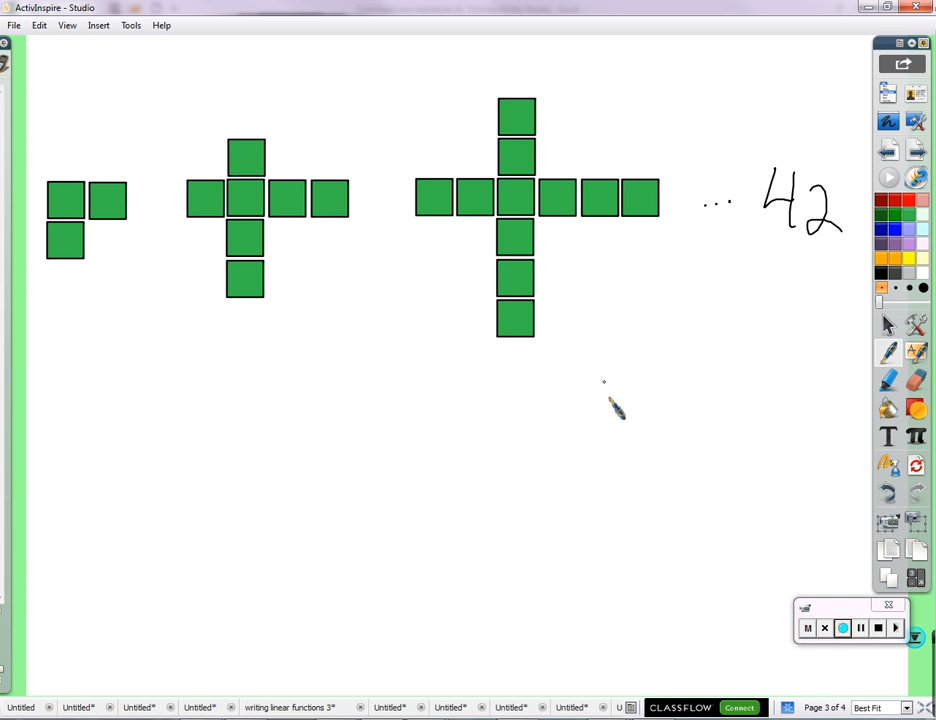 ActivInspire - Studio
File Edit View Insert Tools Help
... 42
M
CLASSFLOW Connect
Untitled Untitled* Untitled* Untitled* writing linear functions 3* Untitled* Untitled* Untitled* Untitled* U
Page 3 of 4 Best Fit